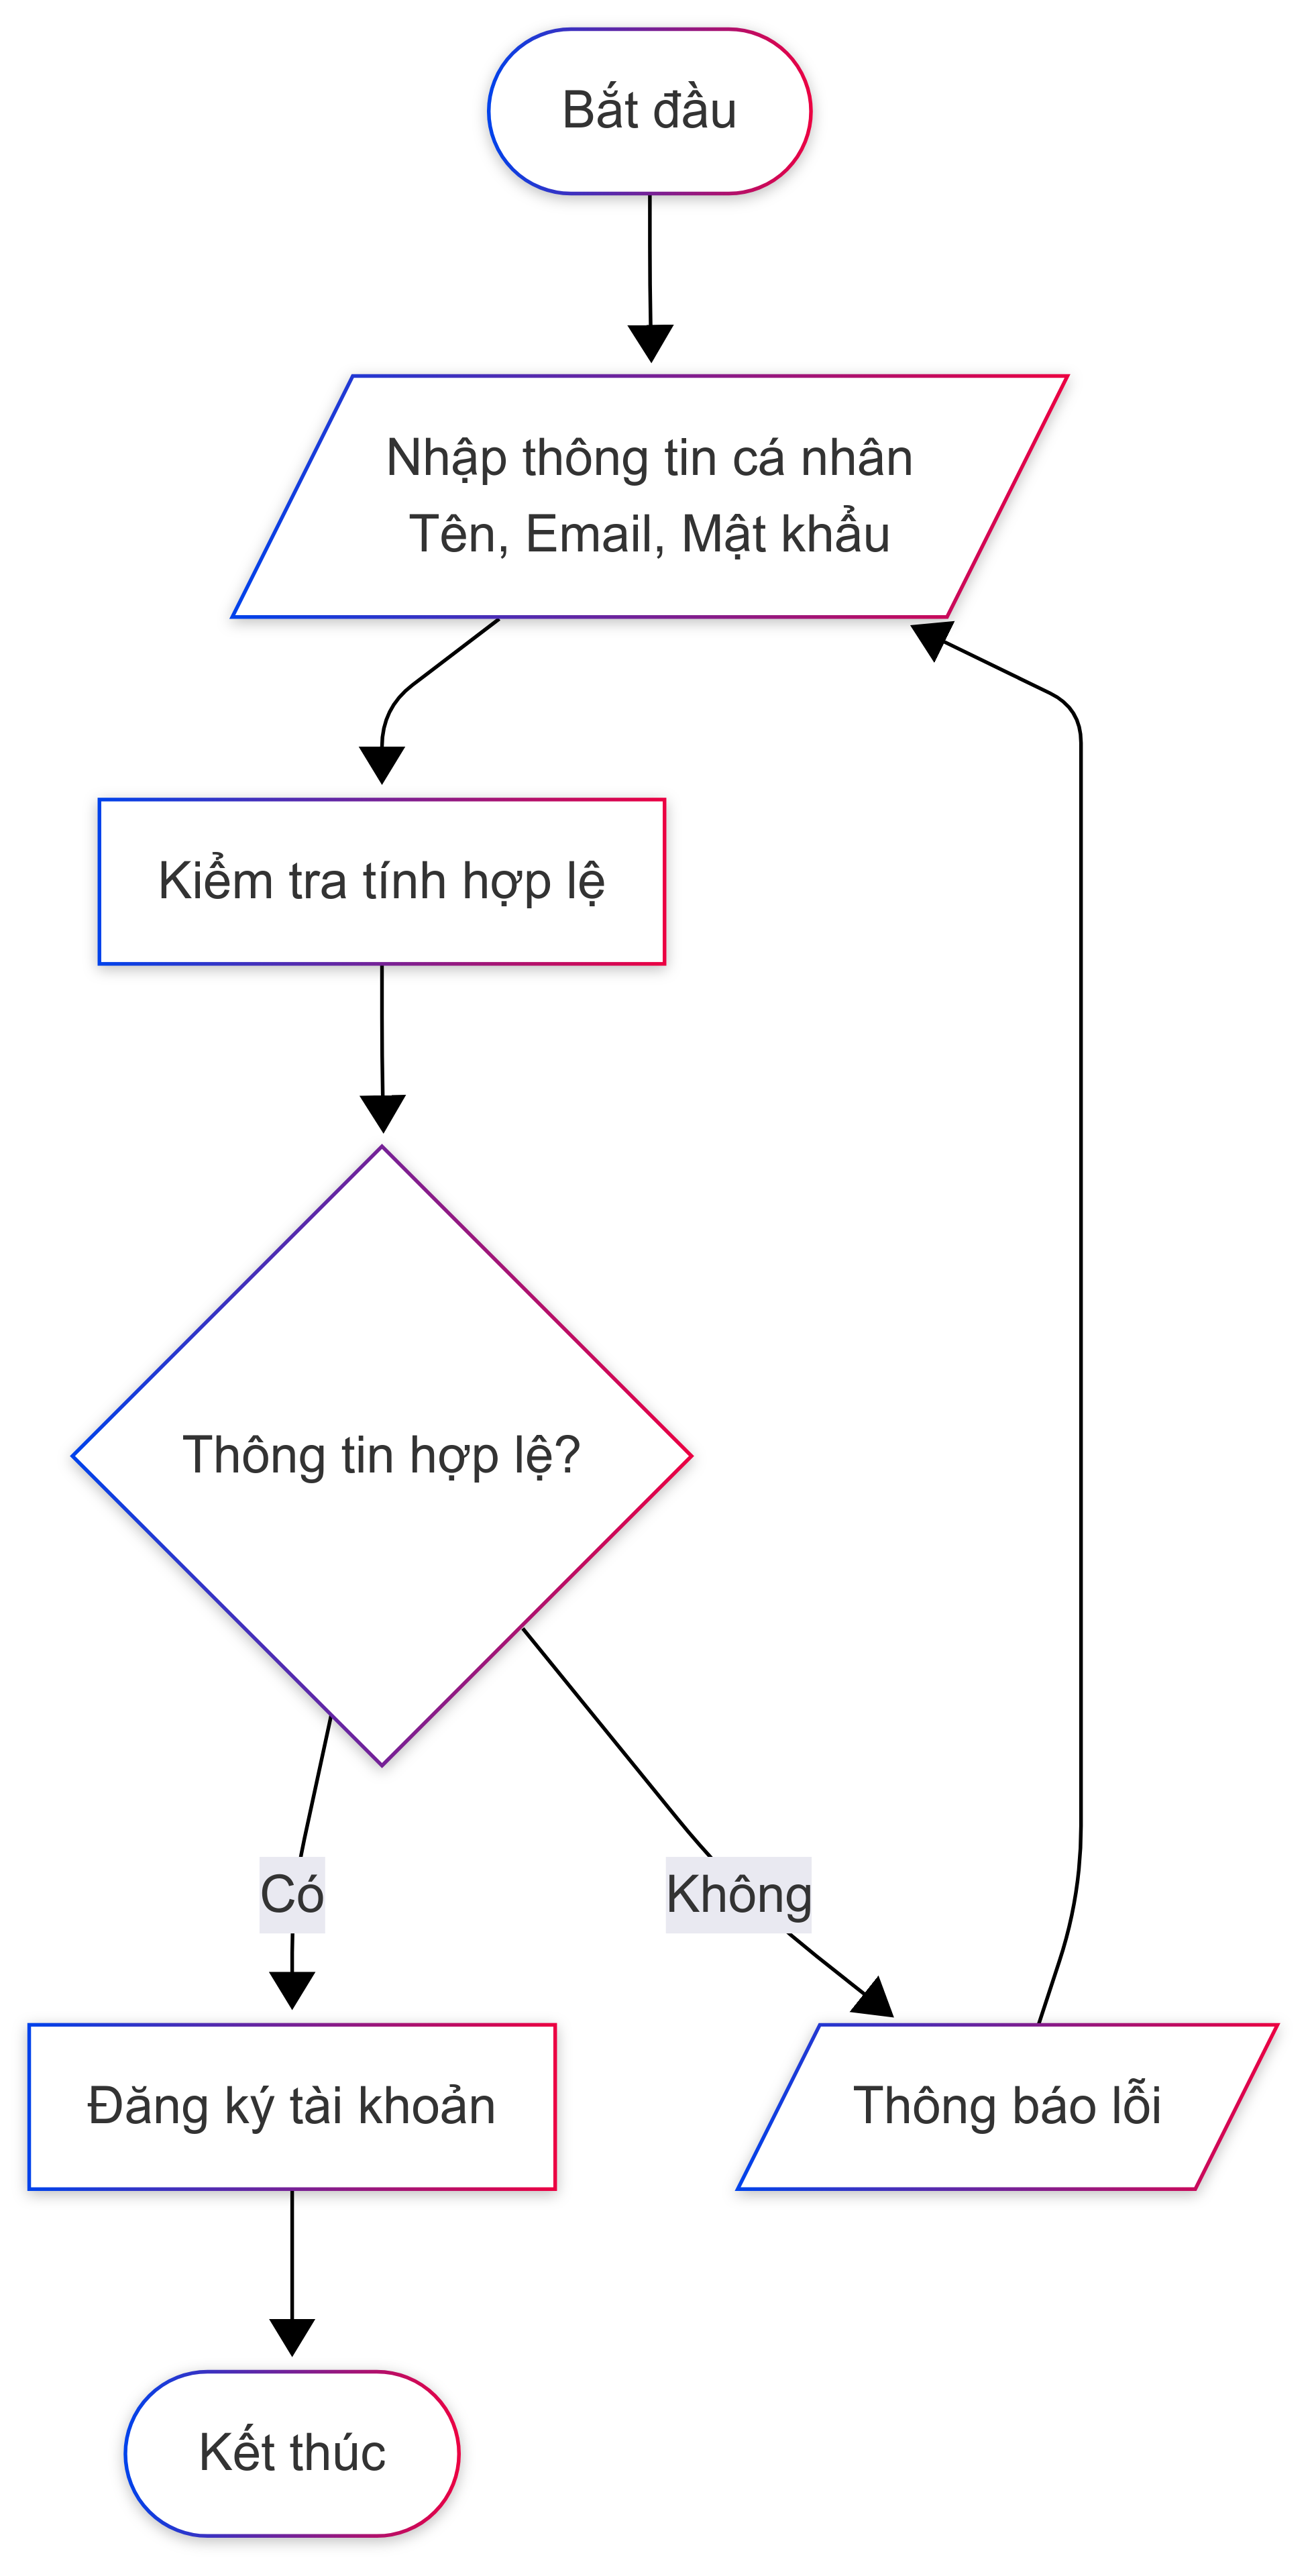 Bắt đầu
Nhập thông tin cá nhân
Tên, Email, Mật khẩu
Kiểm tra tính hợp lệ
Thông tin hợp lệ?
Có
Không
Đăng ký tài khoản
Thông báo lỗi
Kết thúc